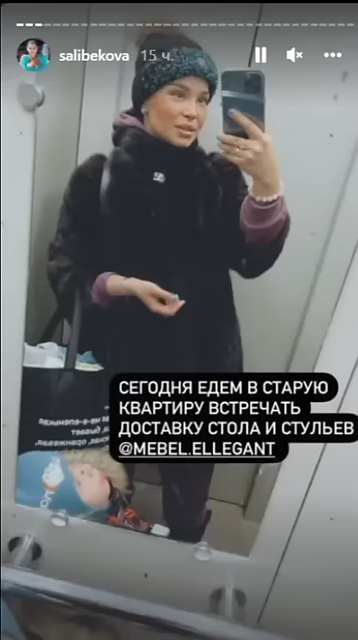 salibekova 15 ч.
СЕГОДНЯ ЕДЕМ В СТАРУЮ
КВАРТИРУ ВСТРЕЧАТЬ
ДОСТАВКУ СТОЛА И СТУЛЬЕВ
@MEBEL.ELLEGANT